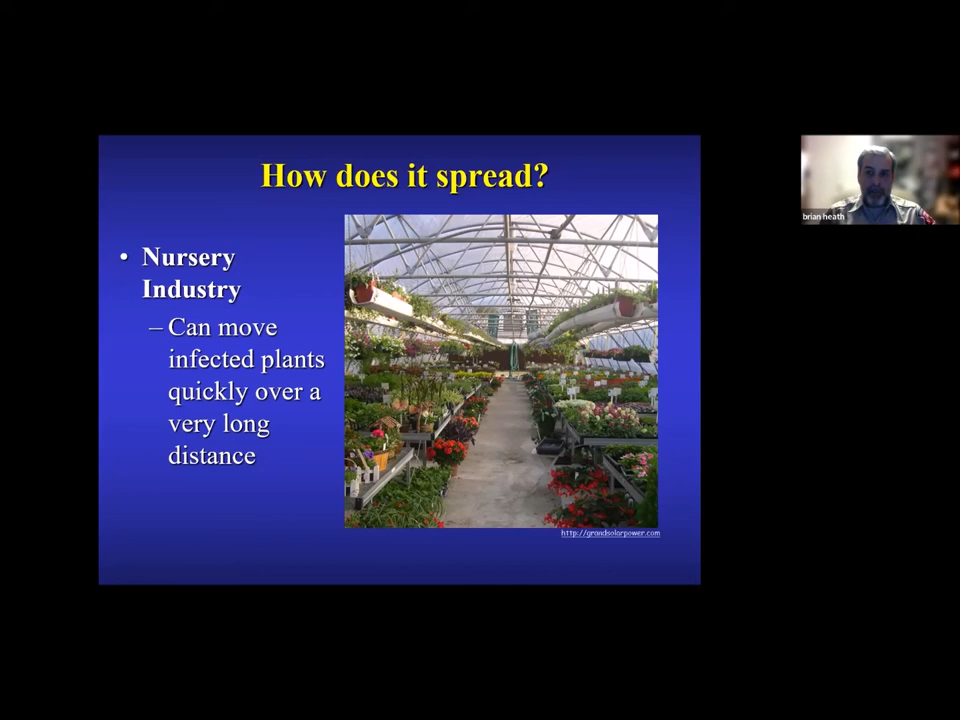 How does it spread?
• Nursery
Industry
– Can move
infected plants
quickly over a
very long
distance
http://grandsolarpower.com
brian heath